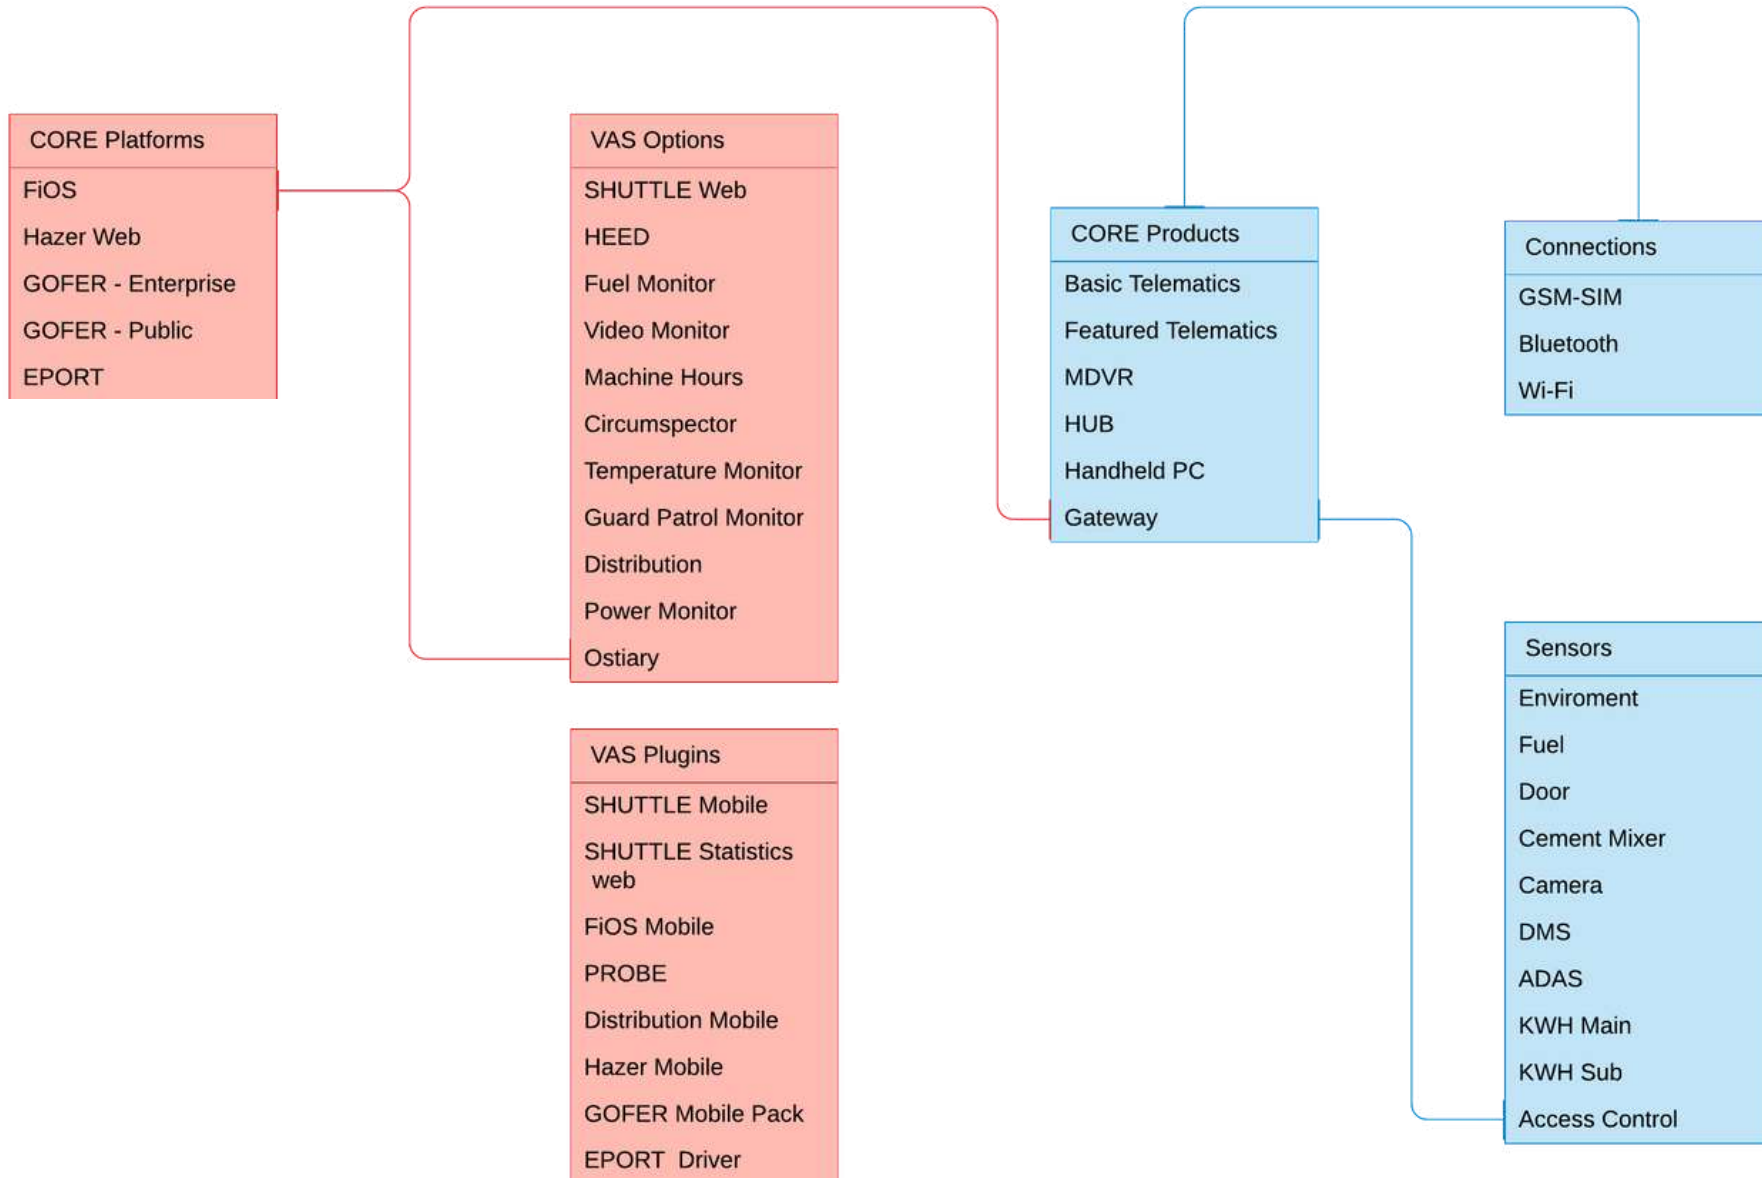 CORE Platforms
FiOS
Hazer Web
GOFER - Enterprise
GOFER - Public
EPORT
VAS Options
SHUTTLE Web
HEED
Fuel Monitor
Video Monitor
Machine Hours
Circumspector
Temperature Monitor
Guard Patrol Monitor
Distribution
Power Monitor
Ostiary
VAS Plugins
SHUTTLE Mobile
SHUTTLE Statistics
web
FiOS Mobile
PROBE
Distribution Mobile
Hazer Mobile
GOFER Mobile Pack
EPORT  Driver
CORE Products
Basic Telematics
Featured Telematics
MDVR
HUB
Handheld PC
Gateway
Connections
GSM-SIM
Bluetooth
Wi-Fi
Sensors
Enviroment
Fuel
Door
Cement Mixer
Camera
DMS
ADAS
KWH Main
KWH Sub
Access Control